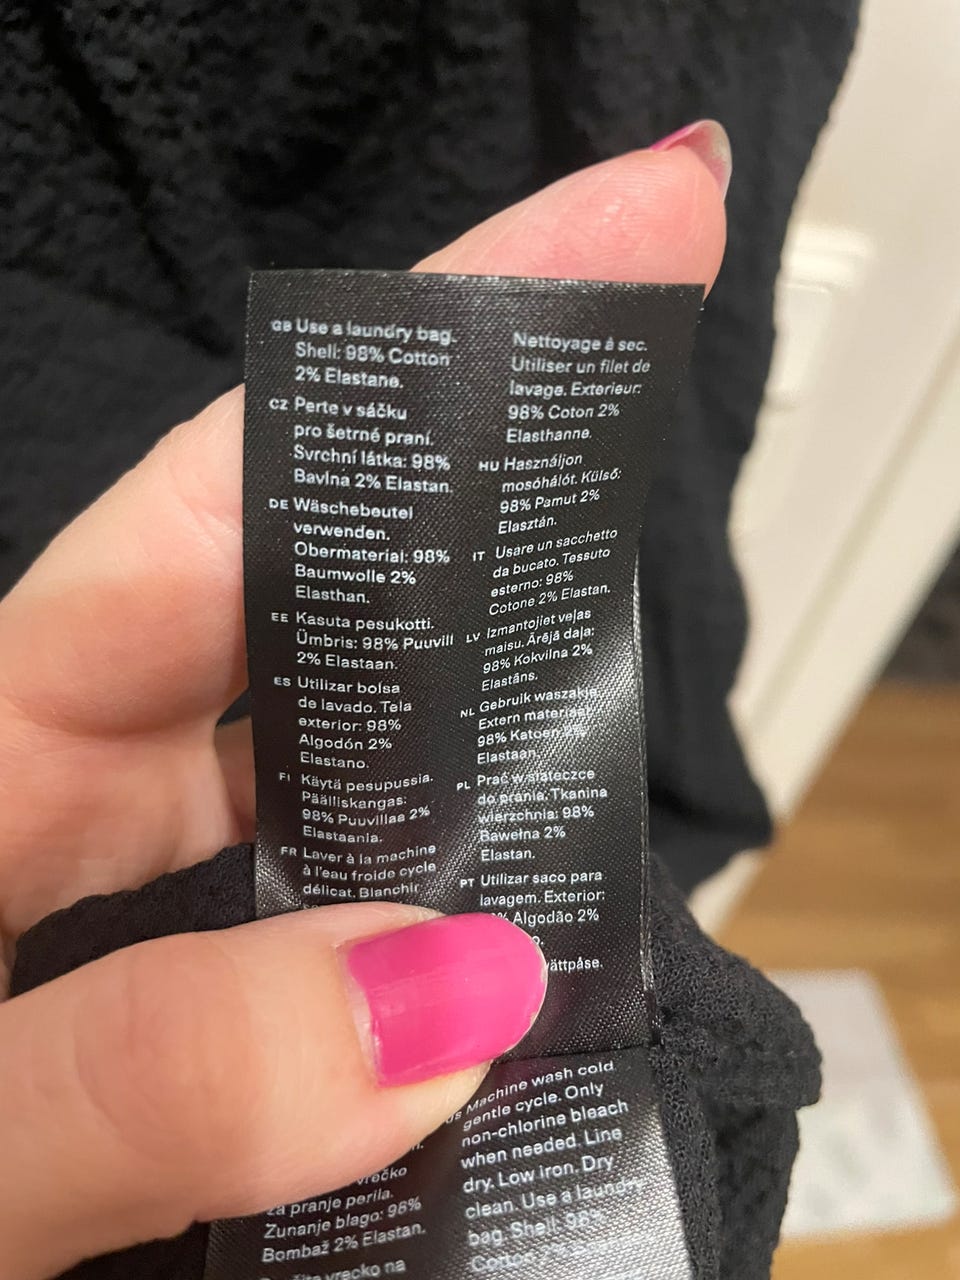 GB Use a laundry bag.
Shell: 98% Cotton
2% Elastane.
CZ Perte v sáčku
pro šetrné praní.
Svrchní látka: 98%
Bavlna 2% Elastan.
DE Wäschebeutel
verwenden.
Obermaterial: 98%
Baumwolle 2%
Elasthan.
EE Kasuta pesukotti.
Ümbris: 98% Puuvill
2% Elastaan.
ES Utilizar bolsa
de lavado. Tela
exterior: 98%
Algodón 2%
Elastano.
FI Käytä pesupussia.
Päälliskangas:
98% Puuvillaa 2%
Elastaania.
FR Laver à la machine
à l'eau froide cycle
délicat. Blanchir
Nettoyage à sec.
Utiliser un filet de
lavage. Exterieur:
98% Coton 2%
Elasthanne.
HU Használjon
mosóhálót. Külső:
98% Pamut 2%
Elasztán.
IT Usare un sacchetto
da bucato. Tessuto
esterno: 98%
Cotone 2% Elastan.
LV Izmantojiet veļas
maisu. Ārējā daļa:
98% Kokvilna 2%
Elastāns.
NL Gebruik waszakje.
Extern materiaal:
98% Katoen 2%
Elastaan.
PL Prać w siateczce
do prania. Tkanina
wierzchnia: 98%
Bawełna 2%
Elastan.
PT Utilizar saco para
lavagem. Exterior:
% Algodão 2%
o.
vättpåse.
vrečko
za pranje perila.
Zunanje blago: 98%
Bombaž 2% Elastan.
vrecko na
US Machine wash cold
gentle cycle. Only
non-chlorine bleach
when needed. Line
dry. Low iron. Dry
clean. Use a laundry
bag. Shell: 98%
Cotton 2%